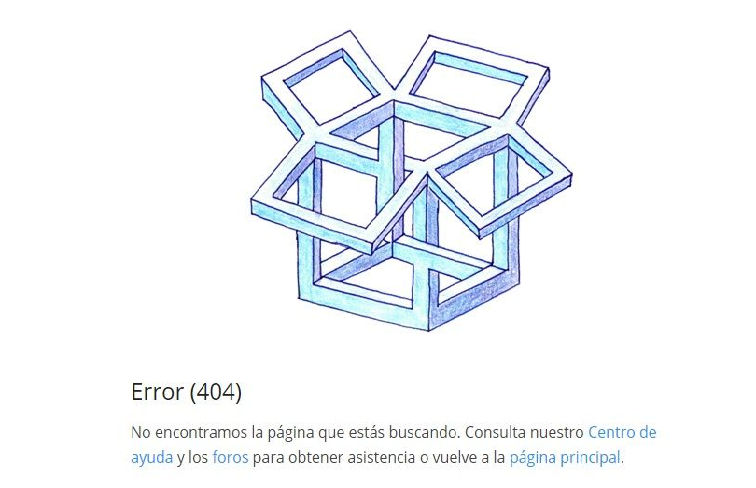 Error (404)
No encontramos la página que estás buscando. Consulta nuestro Centro de
ayuda y los foros para obtener asistencia o vuelve a la página principal.